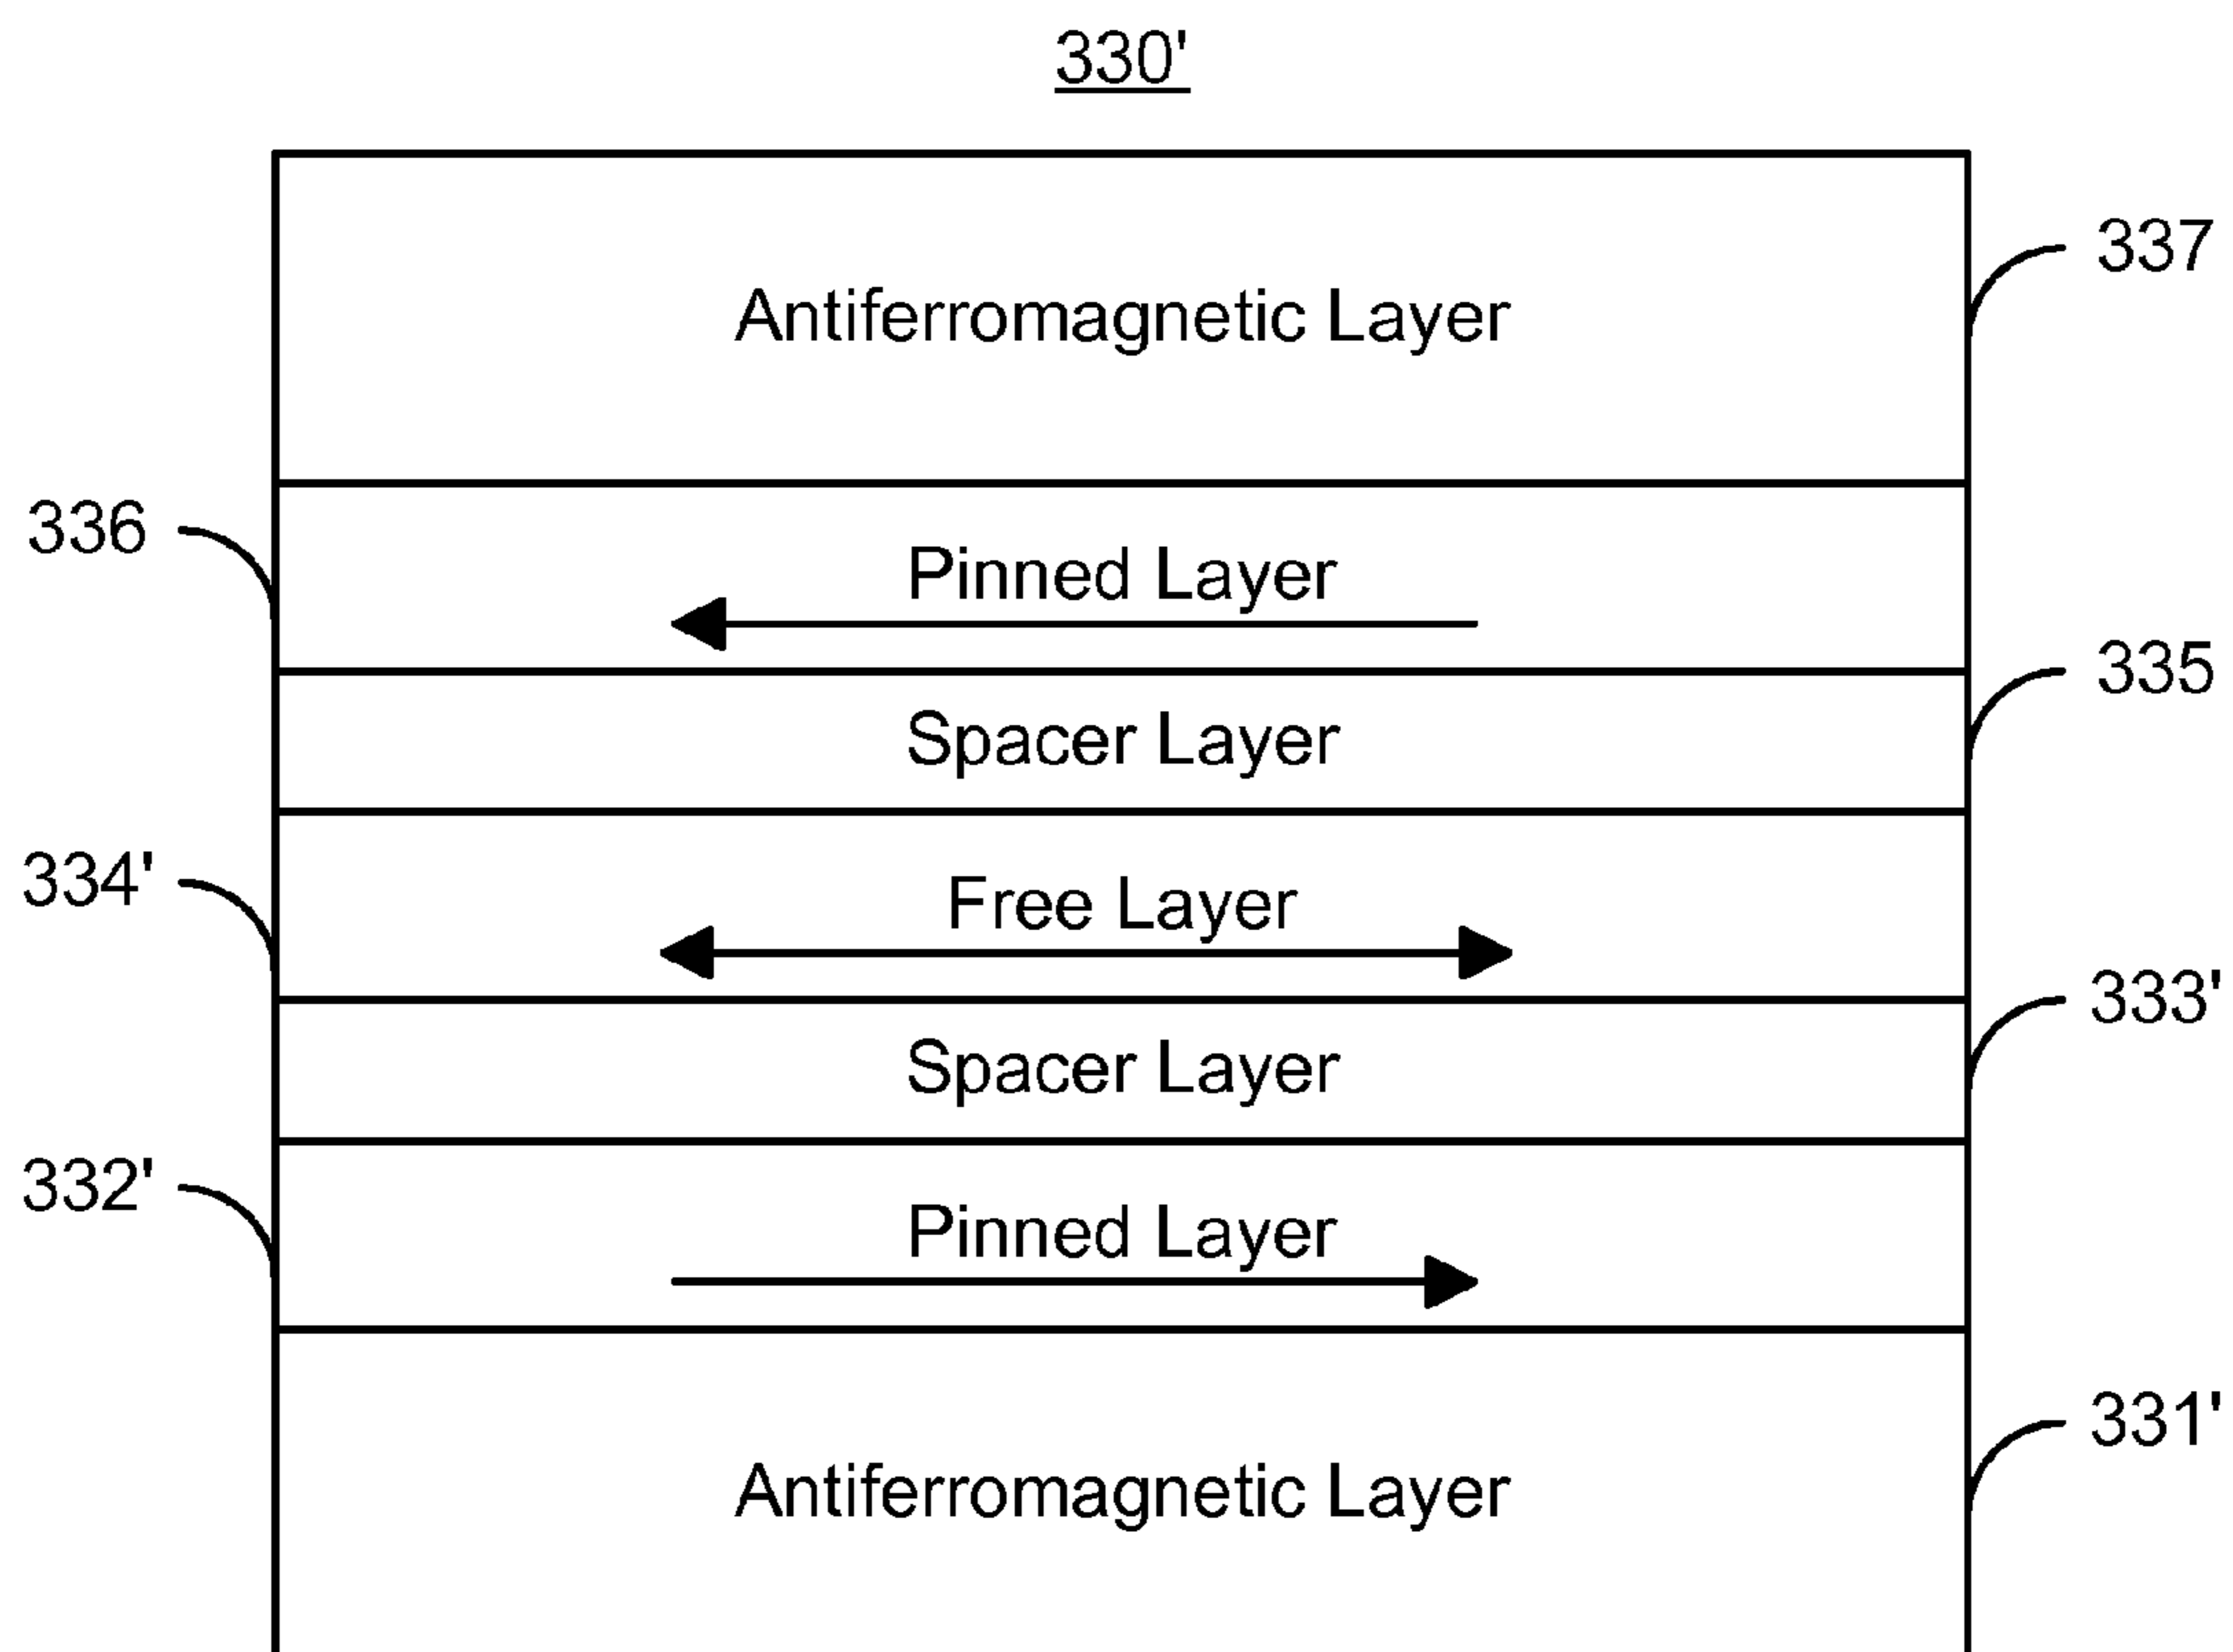 330'
Antiferromagnetic Layer
337
336
Pinned Layer
335
Spacer Layer
334'
Free Layer
333'
Spacer Layer
332'
Pinned Layer
331'
Antiferromagnetic Layer